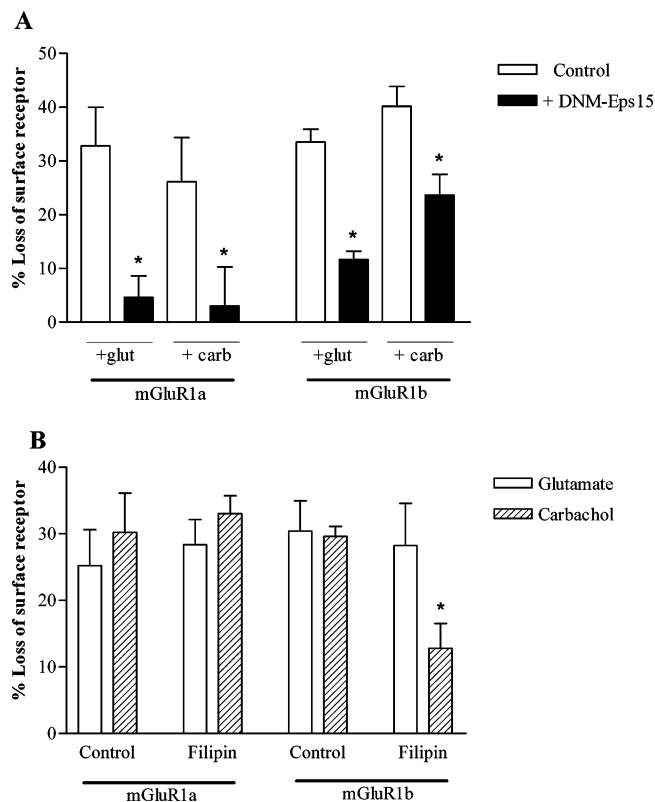 A
% Loss of surface receptor
50
40
30
20
10
0
Control
+ DNM-Eps15
*
*
*
*
+glut
+ carb
+glut
+ carb
mGluR1a
mGluR1b
B
% Loss of surface receptor
40
30
20
10
0
Glutamate
Carbachol
*
Control
Filipin
Control
Filipin
mGluR1a
mGluR1b